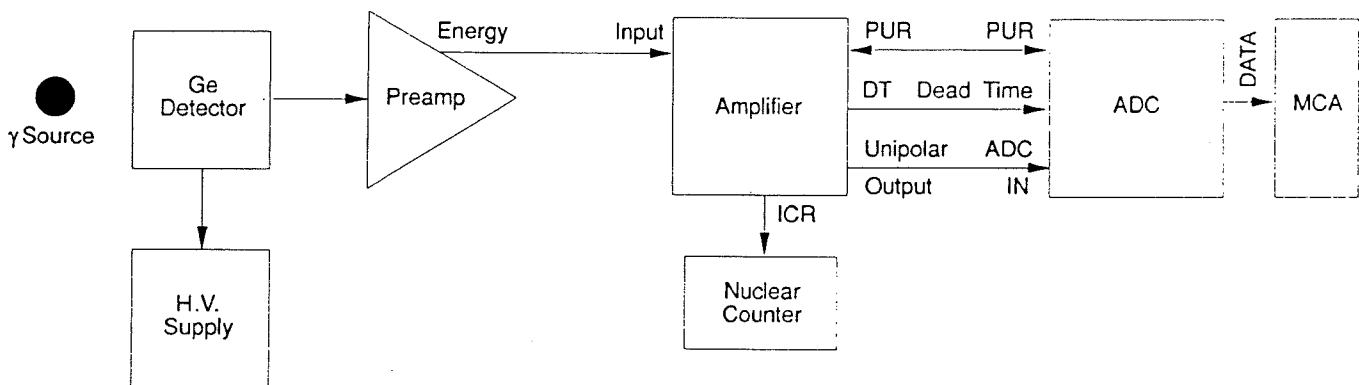 γ Source
Ge
Detector
H.V.
Supply
Preamp
Energy
Input
Amplifier
PUR
PUR
DT
Dead Time
Unipolar
Output
ADC
IN
ICR
Nuclear
Counter
ADC
DATA
MCA